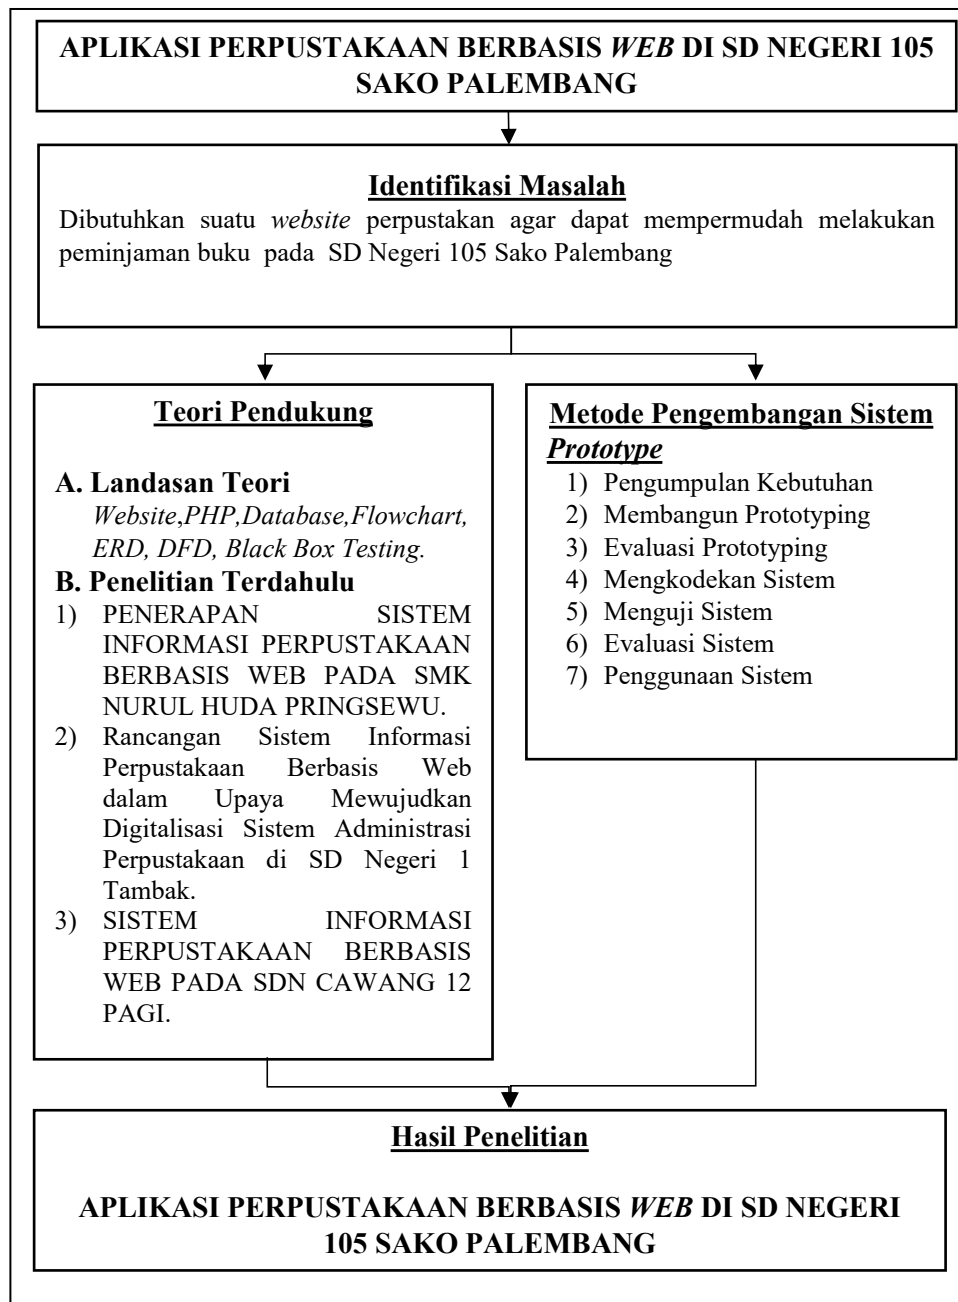 APLIKASI PERPUSTAKAAN BERBASIS WEB DI SD NEGERI 105
SAKO PALEMBANG
Identifikasi Masalah
Dibutuhkan suatu website perpustakan agar dapat mempermudah melakukan
peminjaman buku pada SD Negeri 105 Sako Palembang
Teori Pendukung
A. Landasan Teori
Website,PHP,Database,Flowchart,
ERD, DFD, Black Box Testing.
B. Penelitian Terdahulu
1) PENERAPAN SISTEM
INFORMASI PERPUSTAKAAN
BERBASIS WEB PADA SMK
NURUL HUDA PRINGSEWU.
2) Rancangan Sistem Informasi
Perpustakaan Berbasis Web
dalam Upaya Mewujudkan
Digitalisasi Sistem Administrasi
Perpustakaan di SD Negeri 1
Tambak.
3) SISTEM INFORMASI
PERPUSTAKAAN BERBASIS
WEB PADA SDN CAWANG 12
PAGI.
Metode Pengembangan Sistem
Prototype
1) Pengumpulan Kebutuhan
2) Membangun Prototyping
3) Evaluasi Prototyping
4) Mengkodekan Sistem
5) Menguji Sistem
6) Evaluasi Sistem
7) Penggunaan Sistem
Hasil Penelitian
APLIKASI PERPUSTAKAAN BERBASIS WEB DI SD NEGERI
105 SAKO PALEMBANG